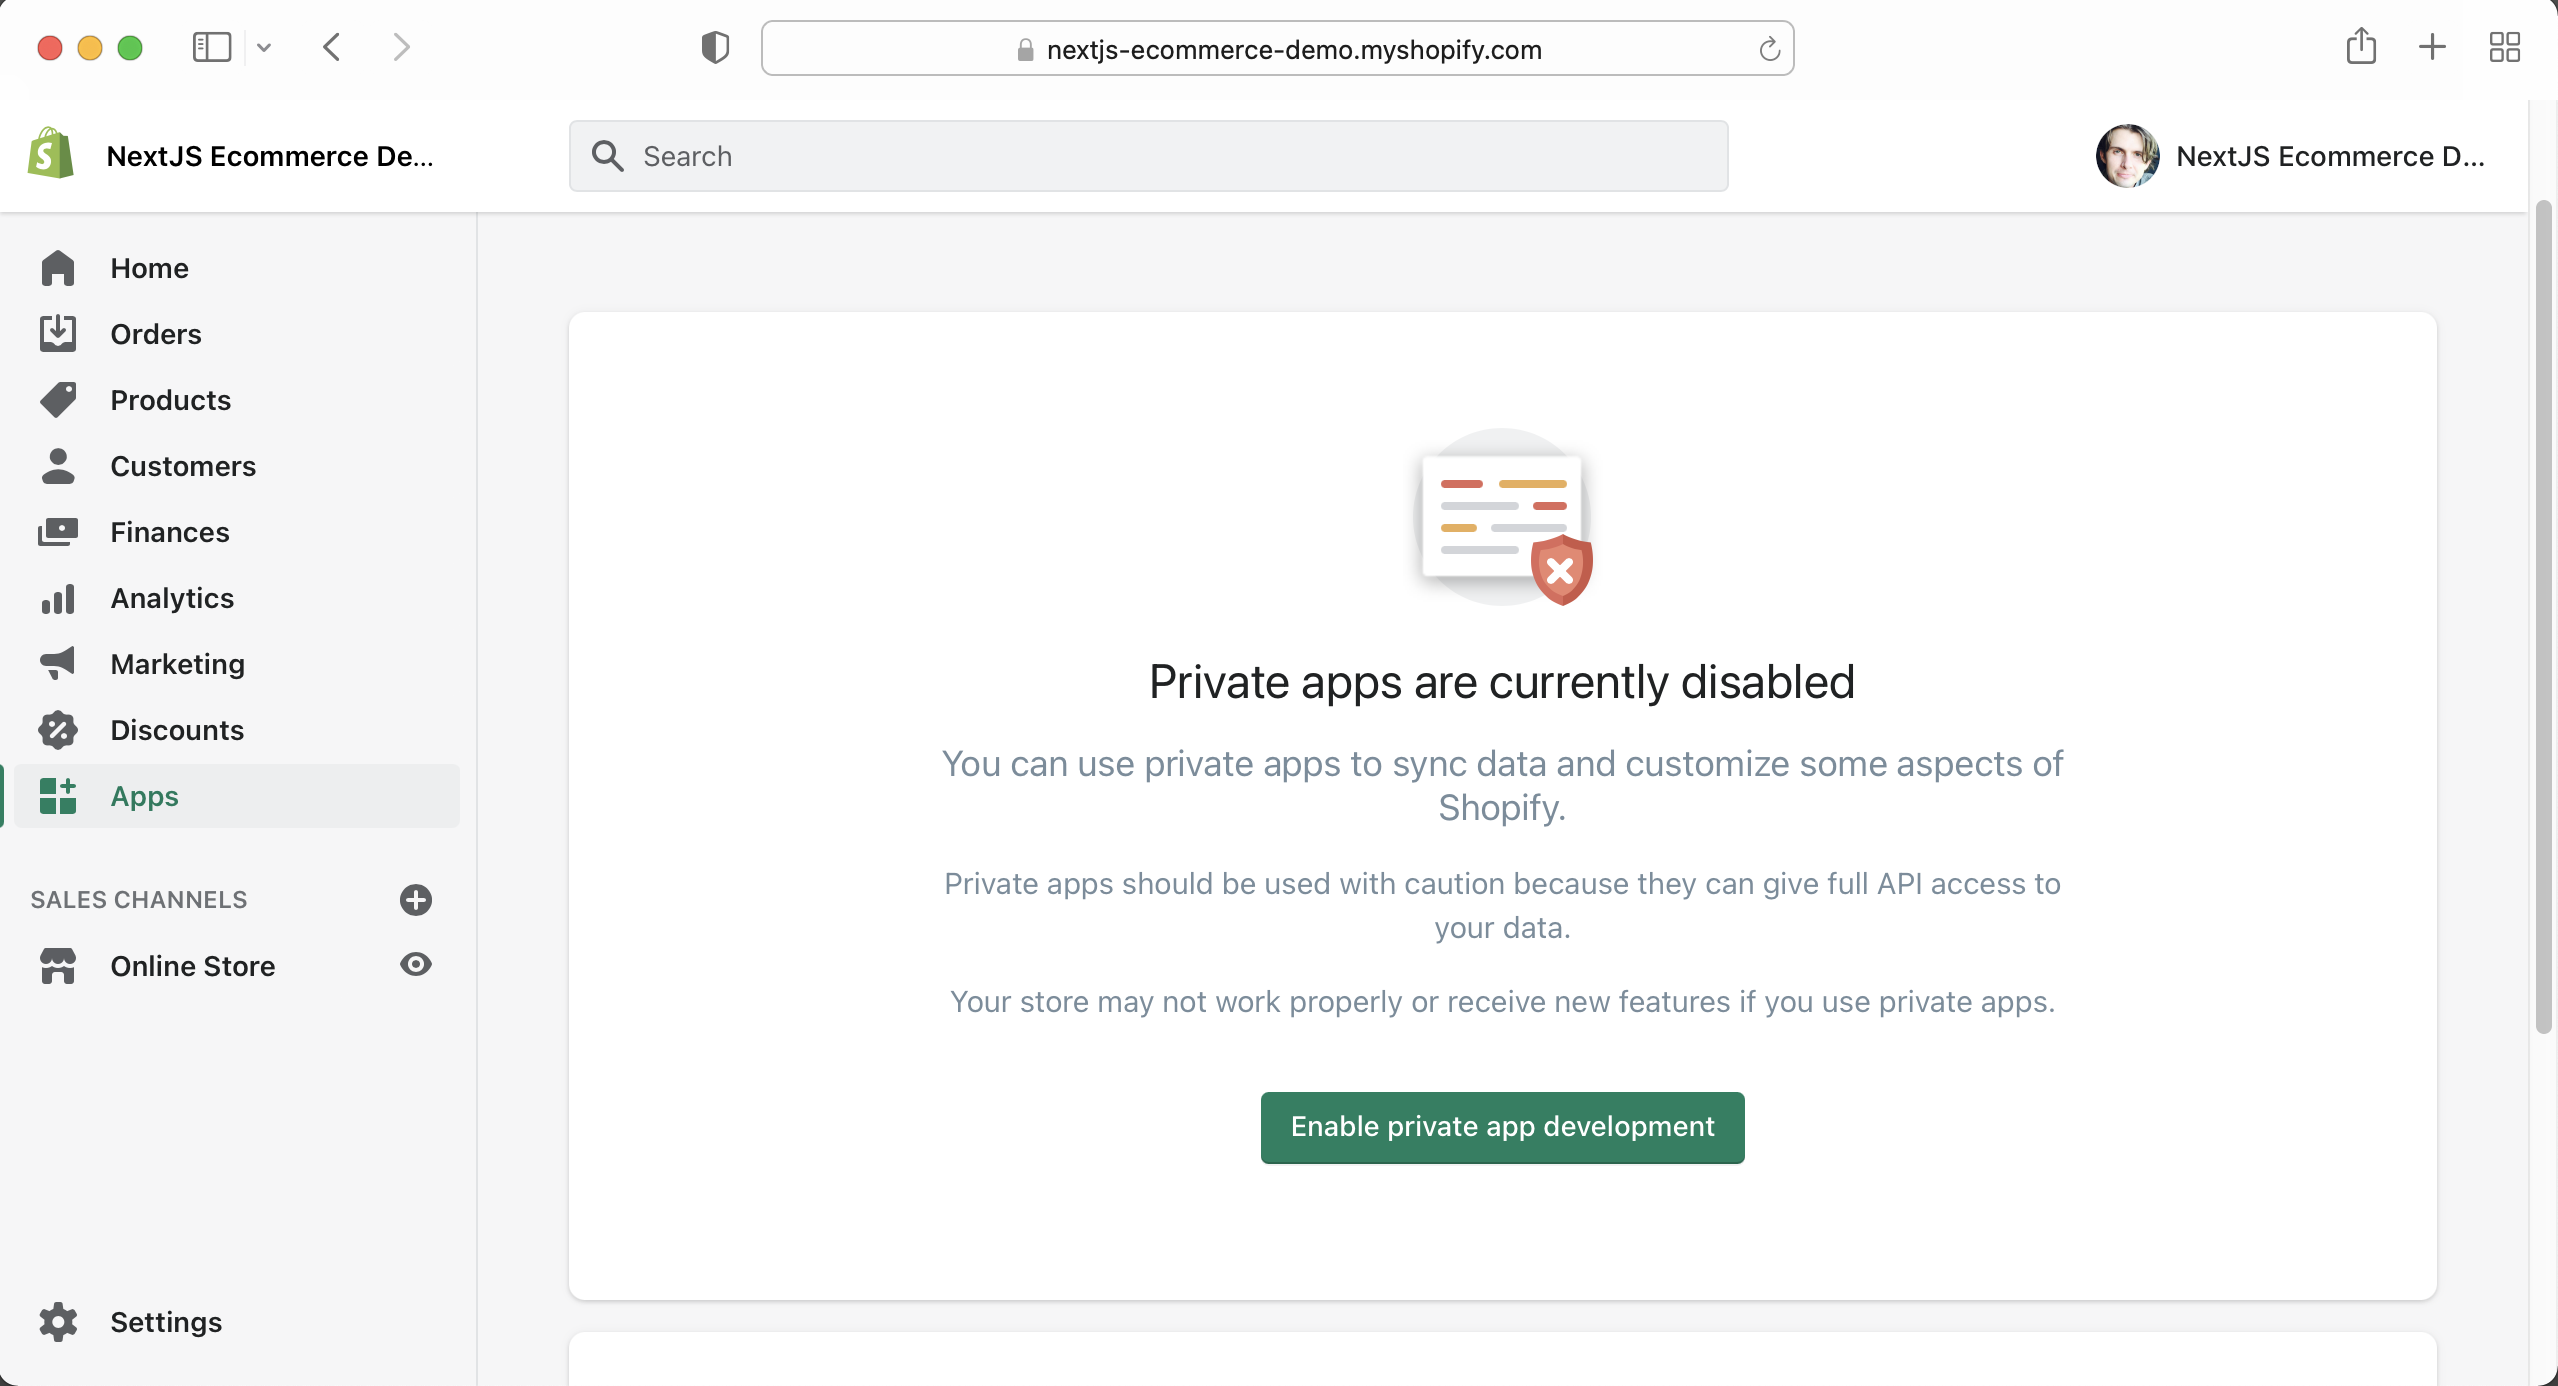 nextjs-ecommerce-demo.myshopify.com
NextJS Ecommerce De...
Search
NextJS Ecommerce D...
Home
Orders
Products
Customers
Finances
Analytics
Marketing
Discounts
Apps
SALES CHANNELS
Online Store
Settings
Private apps are currently disabled
You can use private apps to sync data and customize some aspects of
Shopify.
Private apps should be used with caution because they can give full API access to
your data.
Your store may not work properly or receive new features if you use private apps.
Enable private app development